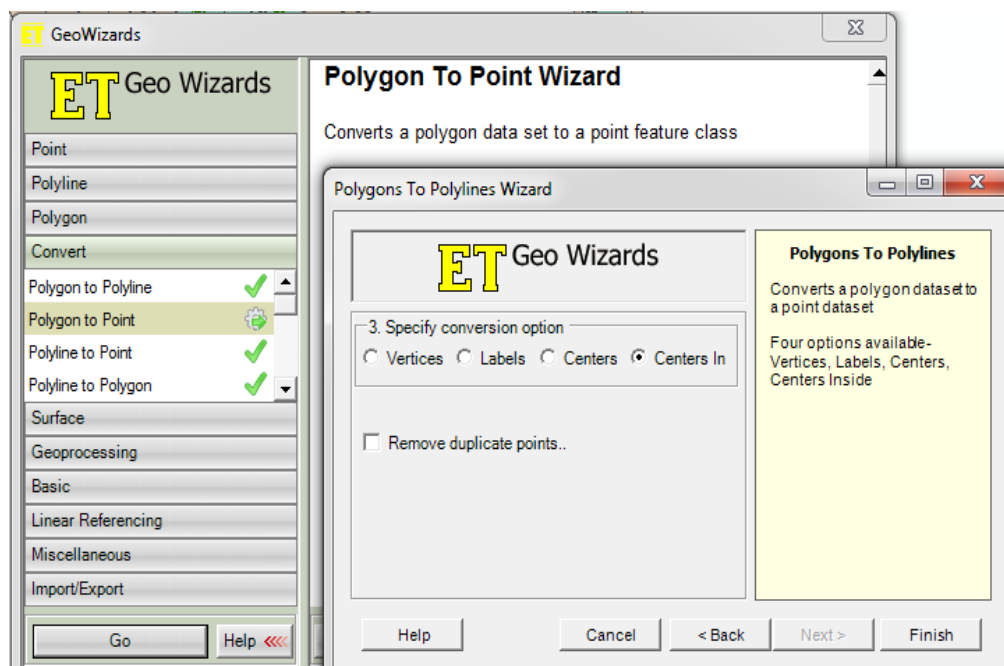 ET GeoWizards
ET Geo Wizards
Point
Polyline
Polygon
Convert
Polygon to Polyline
Polygon to Point
Polyline to Point
Polyline to Polygon
Surface
Geoprocessing
Basic
Linear Referencing
Miscellaneous
Import/Export
Go
Help
Polygon To Point Wizard
Converts a polygon data set to a point feature class
Polygons To Polylines Wizard
ET Geo Wizards
3. Specify conversion option
Vertices Labels Centers Centers In
Remove duplicate points..
Polygons To Polylines
Converts a polygon dataset to
a point dataset
Four options available-
Vertices, Labels, Centers,
Centers Inside
Help Cancel < Back Next > Finish